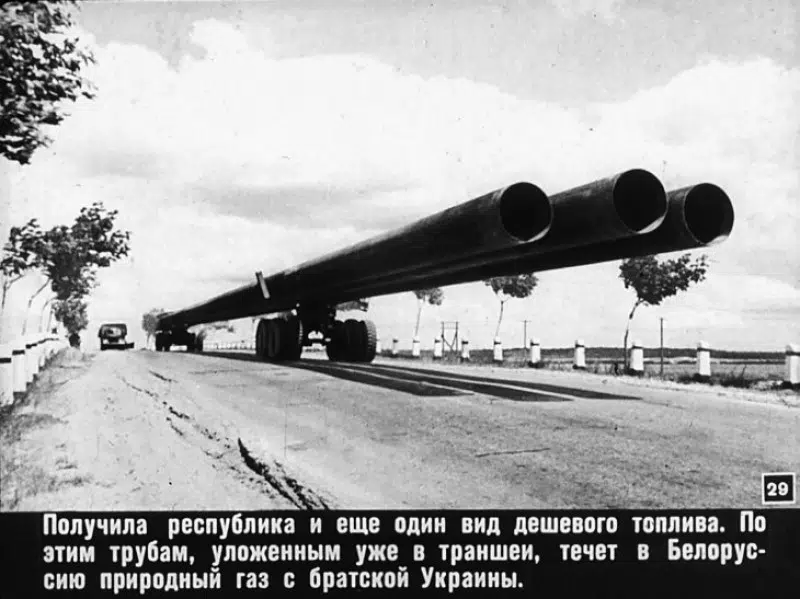 29
Получила республика и еще один вид дешевого топлива. По
этим трубам, уложенным уже в траншеи, течет в Белорус-
сию природный газ с братской Украины.